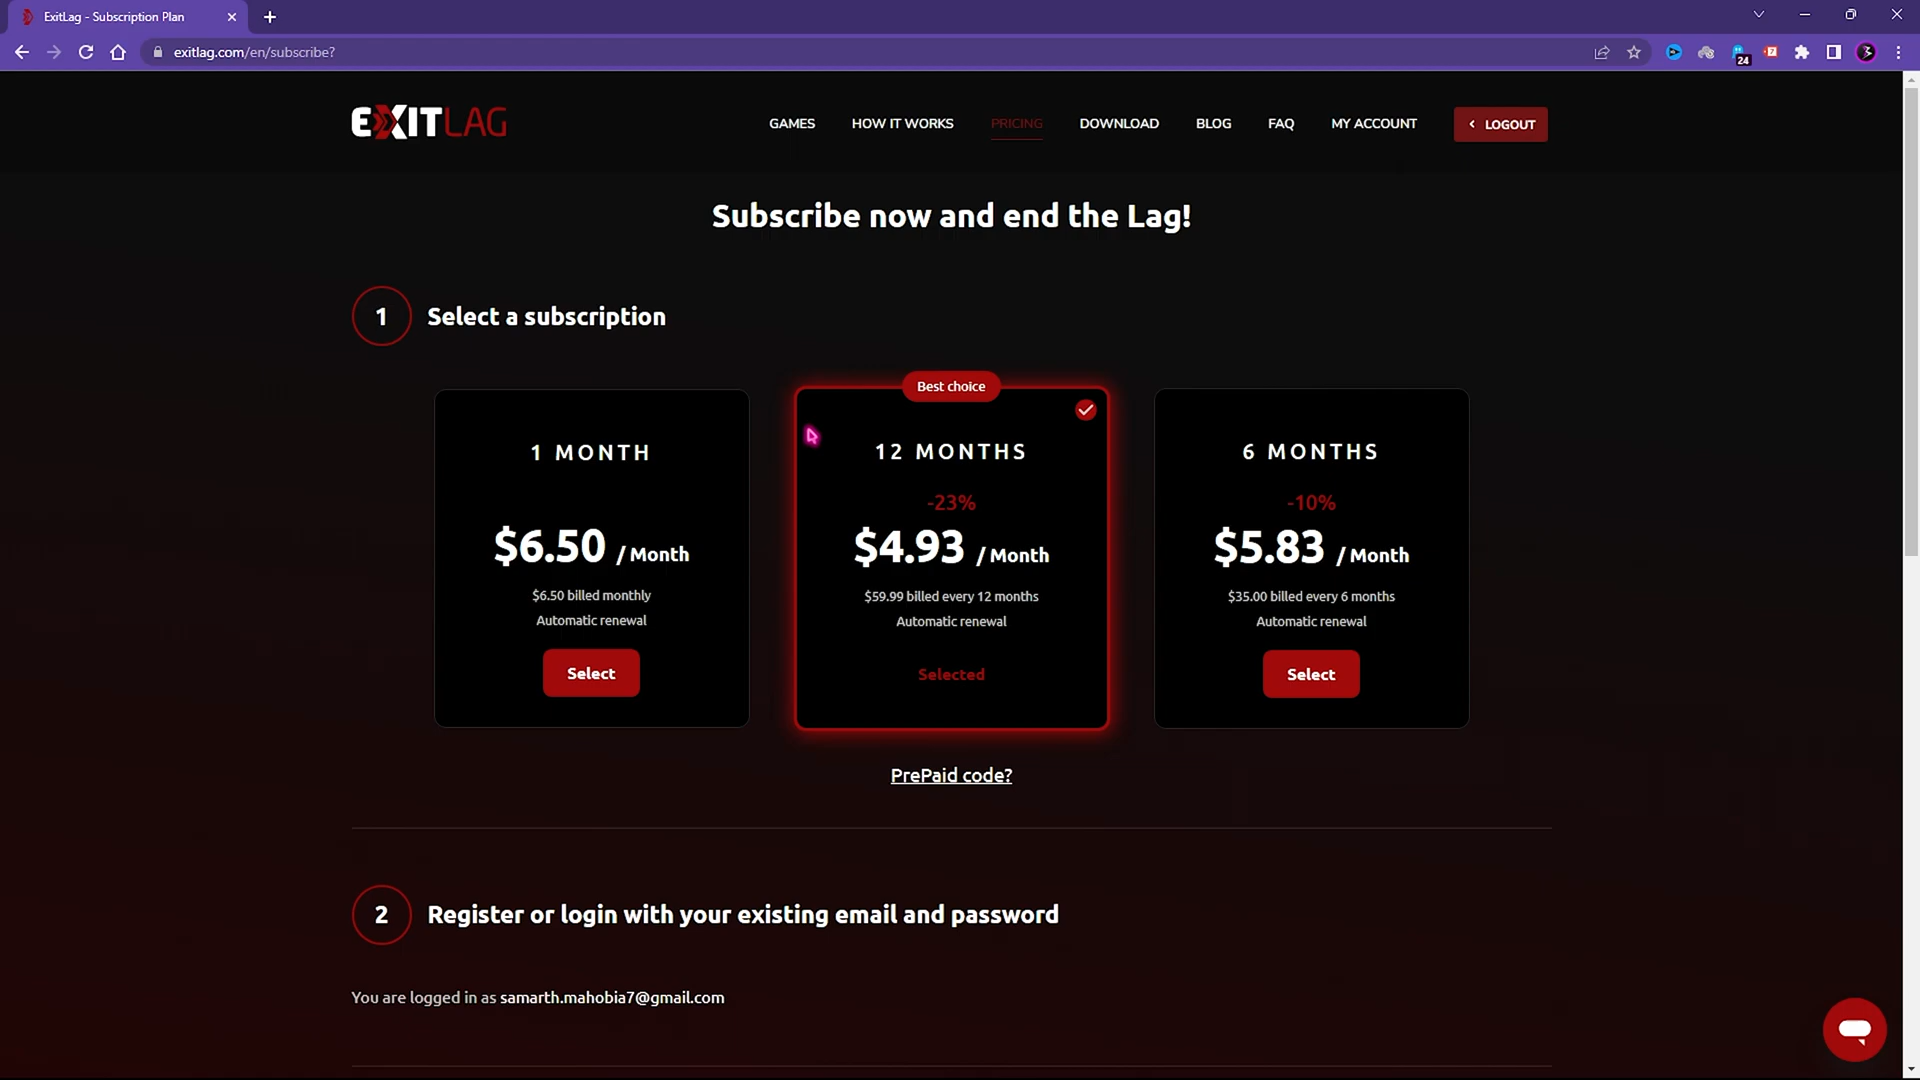 ExitLag - Subscription Plan
exitlag.com/en/subscribe?
24
EXITLAG
GAMES
HOW IT WORKS
PRICING
DOWNLOAD
BLOG
FAQ
MY ACCOUNT
LOGOUT
Subscribe now and end the Lag!
1
Select a subscription
1 MONTH
$6.50 / Month
$6.50 billed monthly
Automatic renewal
Select
Best choice
12 MONTHS
-23%
$4.93 / Month
$59.99 billed every 12 months
Automatic renewal
Selected
6 MONTHS
-10%
$5.83 / Month
$35.00 billed every 6 months
Automatic renewal
Select
PrePaid code?
2
Register or login with your existing email and password
You are logged in as samarth.mahobia7@gmail.com